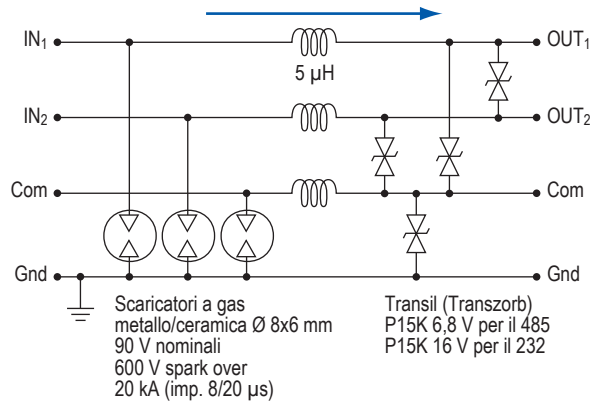 IN₁
OUT₁
5 µH
IN₂
OUT₂
Com
Com
Gnd
Gnd
Scaricatori a gas
metallo/ceramica Ø 8x6 mm
90 V nominali
600 V spark over
20 kA (imp. 8/20 µs)
Transil (Transzorb)
P15K 6,8 V per il 485
P15K 16 V per il 232